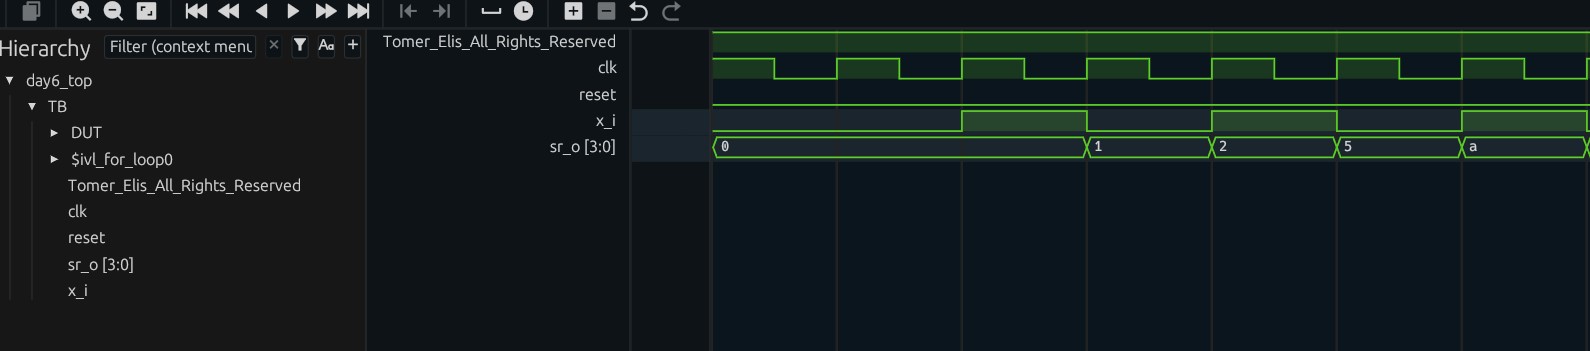 Hierarchy
Filter (context menu
Aa
day6_top
TB
DUT
$ivl_for_loop0
Tomer_Elis_All_Rights_Reserved
clk
reset
sr_o [3:0]
x_i
Tomer_Elis_All_Rights_Reserved
clk
reset
x_i
sr_o [3:0]
0 1 2 5 a